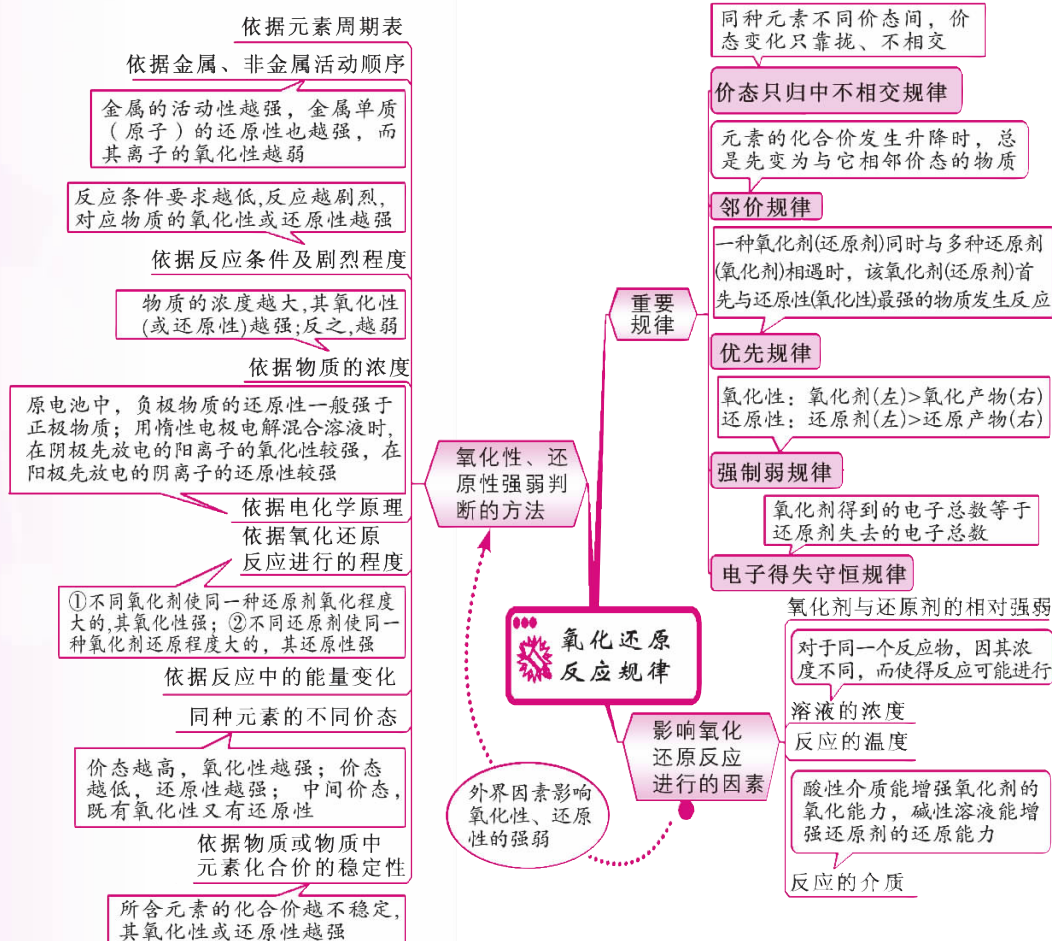 依据元素周期表
依据金属、非金属活动顺序
金属的活动性越强，金属单质
（原子）的还原性也越强，而
其离子的氧化性越弱
反应条件要求越低,反应越剧烈,
对应物质的氧化性或还原性越强
依据反应条件及剧烈程度
物质的浓度越大,其氧化性
(或还原性)越强;反之,越弱
依据物质的浓度
原电池中，负极物质的还原性一般强于
正极物质；用惰性电极电解混合溶液时,
在阴极先放电的阳离子的氧化性较强，在
阳极先放电的阴离子的还原性较强
依据电化学原理
依据氧化还原
反应进行的程度
①不同氧化剂使同一种还原剂氧化程度
大的,其氧化性强；②不同还原剂使同一
种氧化剂还原程度大的，其还原性强
依据反应中的能量变化
同种元素的不同价态
价态越高，氧化性越强；价态
越低，还原性越强； 中间价态,
既有氧化性又有还原性
依据物质或物质中
元素化合价的稳定性
所含元素的化合价越不稳定,
其氧化性或还原性越强
氧化性、还
原性强弱判
断的方法
外界因素影响
氧化性、还原
性的强弱
氧化还原
反应规律
重要
规律
同种元素不同价态间，价
态变化只靠拢、不相交
价态只归中不相交规律
元素的化合价发生升降时，总
是先变为与它相邻价态的物质
邻价规律
一种氧化剂(还原剂)同时与多种还原剂
(氧化剂)相遇时，该氧化剂(还原剂)首
先与还原性(氧化性)最强的物质发生反应
优先规律
氧化性：氧化剂(左)>氧化产物(右)
还原性：还原剂(左)>还原产物(右)
强制弱规律
氧化剂得到的电子总数等于
还原剂失去的电子总数
电子得失守恒规律
影响氧化
还原反应
进行的因素
氧化剂与还原剂的相对强弱
对于同一个反应物，因其浓
度不同，而使得反应可能进行
溶液的浓度
反应的温度
酸性介质能增强氧化剂的
氧化能力，碱性溶液能增
强还原剂的还原能力
反应的介质